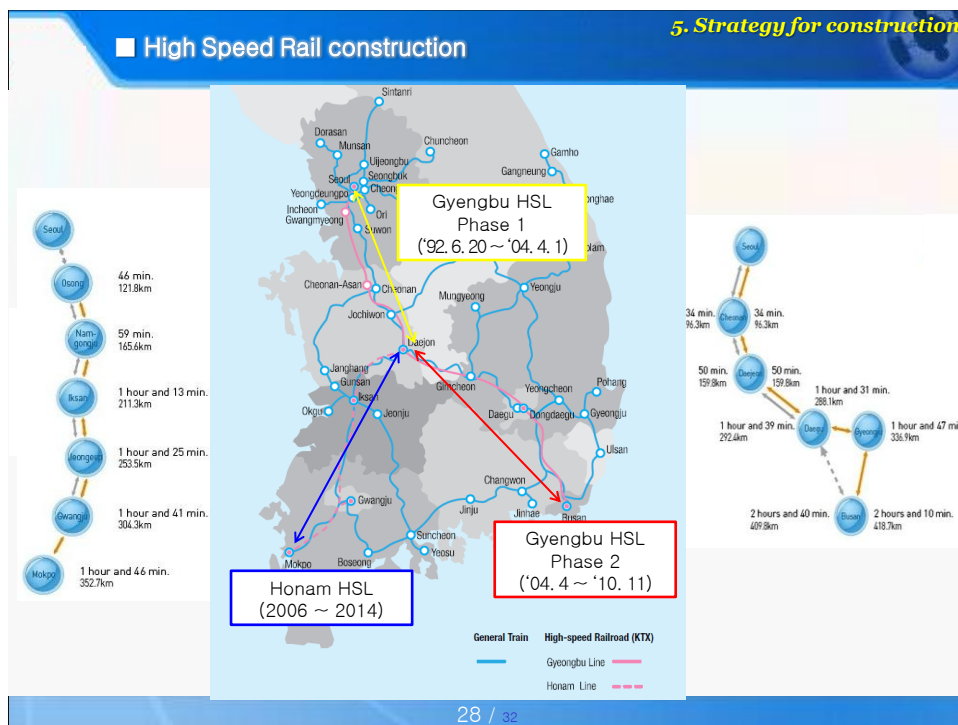 5. Strategy for construction
■ High Speed Rail construction
Seoul
Osong
46 min.
121.8km
Nam-
gongju
59 min.
165.6km
Iksan
1 hour and 13 min.
211.3km
Jeongeup
1 hour and 25 min.
253.5km
Gwangju
1 hour and 41 min.
304.3km
Mokpo
1 hour and 46 min.
352.7km
Sintanri
Dorasan
Munsan
Chuncheon
Uijeongbu
Seongbuk
Seoul
Yeongdeungpo
Incheon
Gwangmyeong
Ori
Suwon
Gamho
Gangneung
Gyengbu HSL
Phase 1
(‘92. 6. 20 ~ ‘04. 4. 1)
Cheonan-Asan
Cheonan
Jochiwon
Mungyeong
Yeongju
Daejon
Janghang
Gunsan
Iksan
Okgu
Jeonju
Gimcheon
Yeongcheon
Pohang
Daegu
Dongdaegu
Gyeongju
Ulsan
Changwon
Gwangju
Jinju
Jinhae
Busan
Suncheon
Yeosu
Mokpo
Boseong
Honam HSL
(2006 ~ 2014)
Gyengbu HSL
Phase 2
(‘04. 4 ~ ‘10. 11)
General Train
High-speed Railroad (KTX)
Gyeongbu Line
Honam Line
Seoul
34 min.
96.3km
Cheonan
34 min.
96.3km
50 min.
159.8km
Daejeon
50 min.
159.8km
1 hour and 31 min.
288.1km
1 hour and 39 min.
292.4km
Daegu
Gyeongju
1 hour and 47 min
336.9km
2 hours and 40 min.
409.8km
Busan
2 hours and 10 min.
418.7km
28 / 32